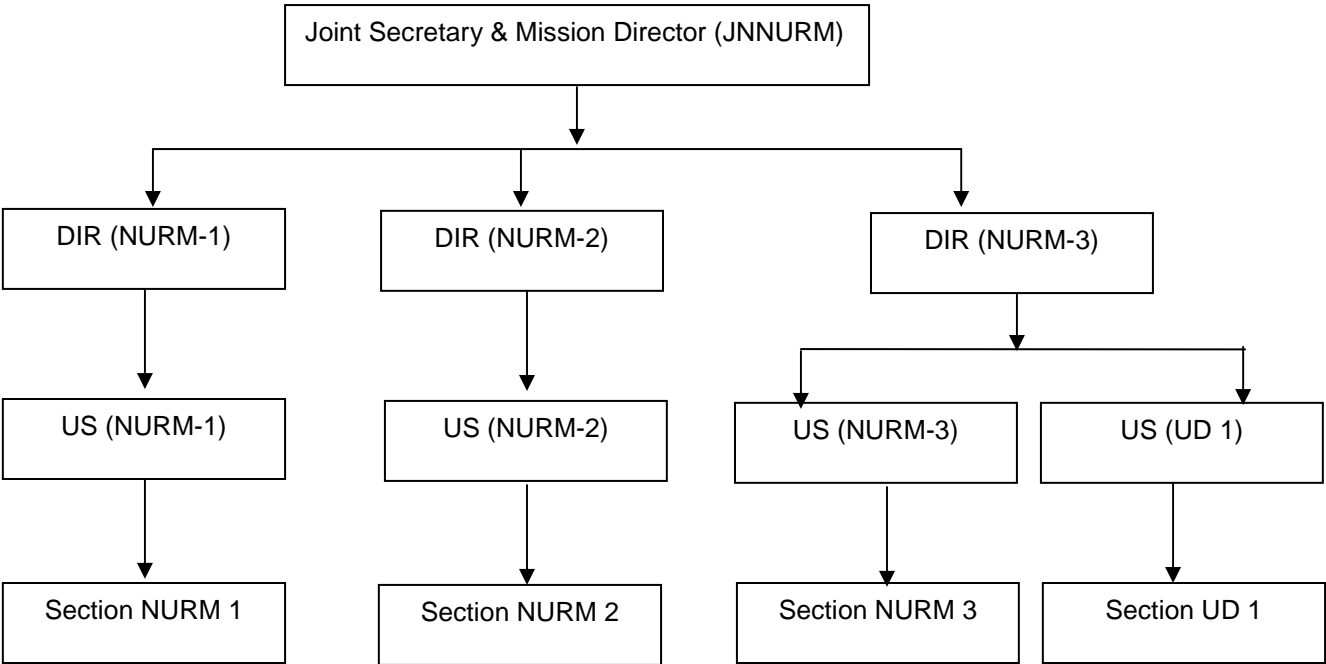 Joint Secretary & Mission Director (JNNURM)
DIR (NURM-1)
DIR (NURM-2)
DIR (NURM-3)
US (NURM-1)
US (NURM-2)
US (NURM-3)
US (UD 1)
Section NURM 1
Section NURM 2
Section NURM 3
Section UD 1